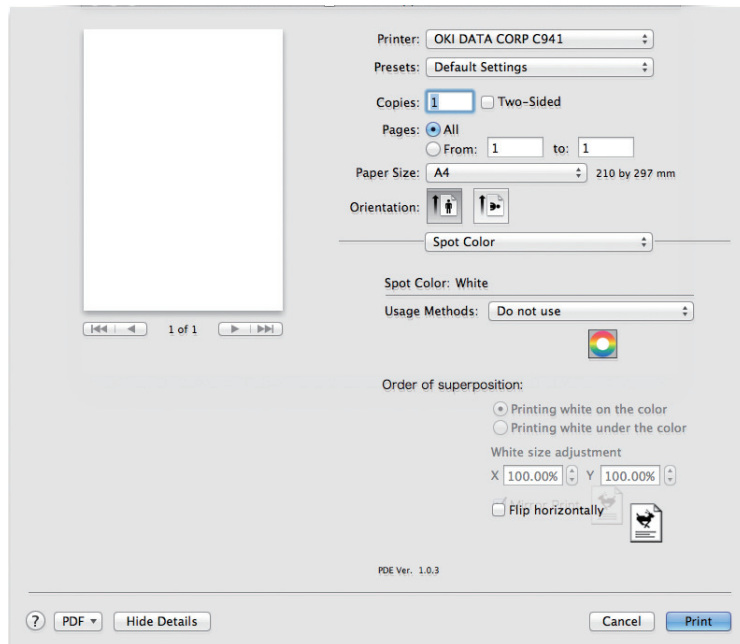 Printer: OKI DATA CORP C941
Presets: Default Settings
Copies: 1 Two-Sided
Pages: All
From: 1 to: 1
Paper Size: A4 210 by 297 mm
Orientation:
Spot Color
Spot Color: White
Usage Methods: Do not use
1 of 1
Order of superposition:
Printing white on the color
Printing white under the color
White size adjustment
X 100.00% Y 100.00%
Mirror Print
Flip horizontally
PDE Ver. 1.0.3
? PDF Hide Details Cancel Print